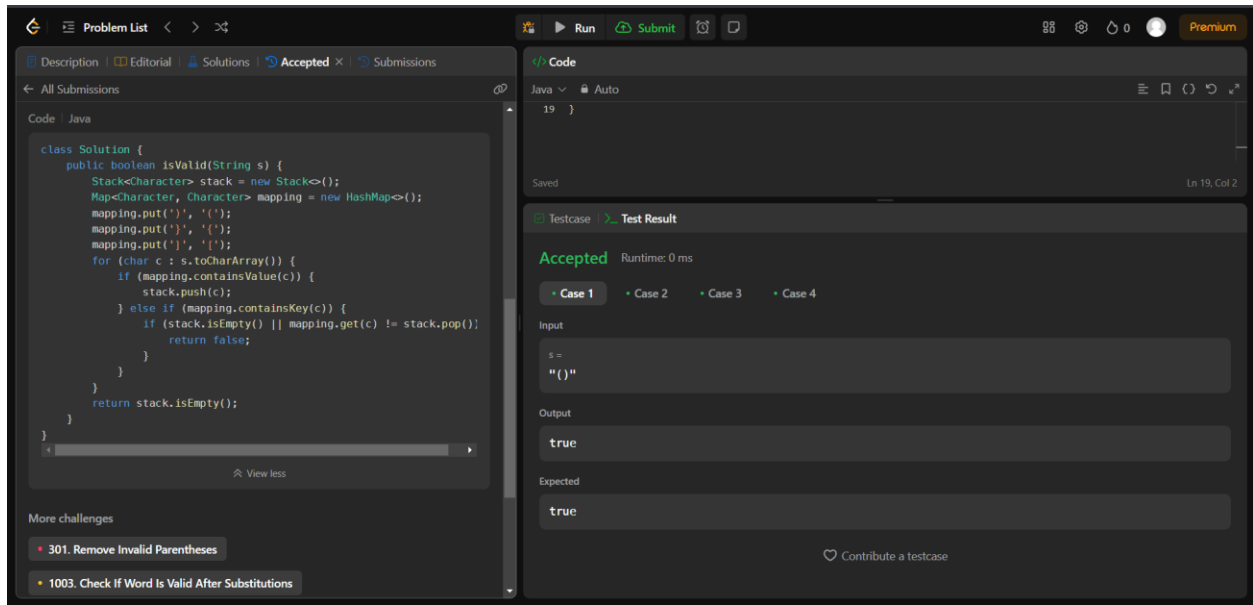 Problem List
Run
Submit
0
Premium
Description
Editorial
Solutions
Accepted
Submissions
All Submissions
Code
Java
class Solution {
public boolean isValid(String s) {
Stack<Character> stack = new Stack<>();
Map<Character, Character> mapping = new HashMap<>();
mapping.put(')', '(');
mapping.put('}', '{');
mapping.put(']', '[');
for (char c : s.toCharArray()) {
if (mapping.containsValue(c)) {
stack.push(c);
} else if (mapping.containsKey(c)) {
if (stack.isEmpty() || mapping.get(c) != stack.pop())
return false;
}
}
}
return stack.isEmpty();
}
}
View less
More challenges
301. Remove Invalid Parentheses
1003. Check If Word Is Valid After Substitutions
</> Code
Java
Auto
19 }
Saved
Ln 19, Col 2
Testcase
>_ Test Result
Accepted Runtime: 0 ms
Case 1
Case 2
Case 3
Case 4
Input
s =
"()"
Output
true
Expected
true
Contribute a testcase